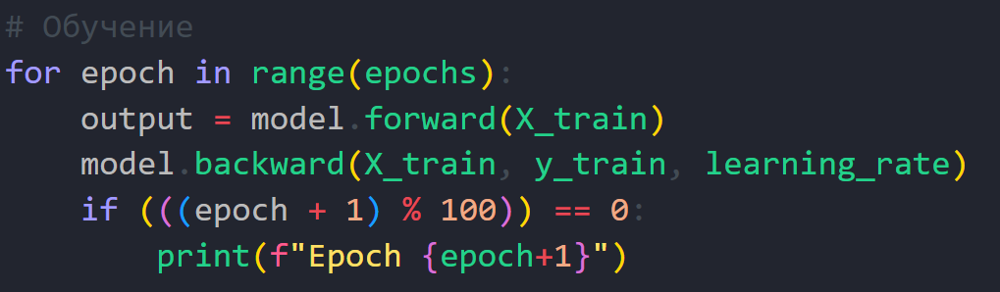 # Обучение
for epoch in range(epochs):
    output = model.forward(X_train)
    model.backward(X_train, y_train, learning_rate)
    if (((epoch + 1) % 100)) == 0:
        print(f"Epoch {epoch+1}")